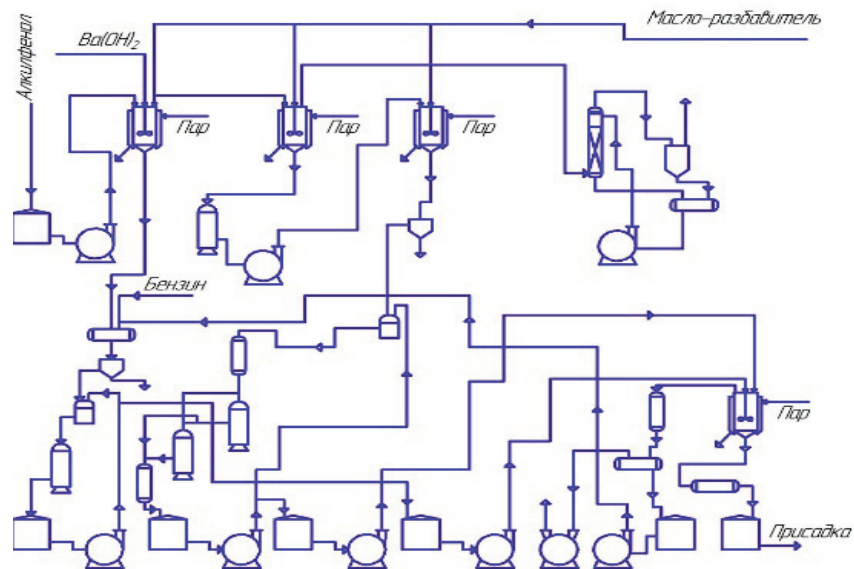 Масло-разбавитель
Ba(OH)2
Алкилфенол
Пар
Пар
Пар
Бензин
Пар
Присадка